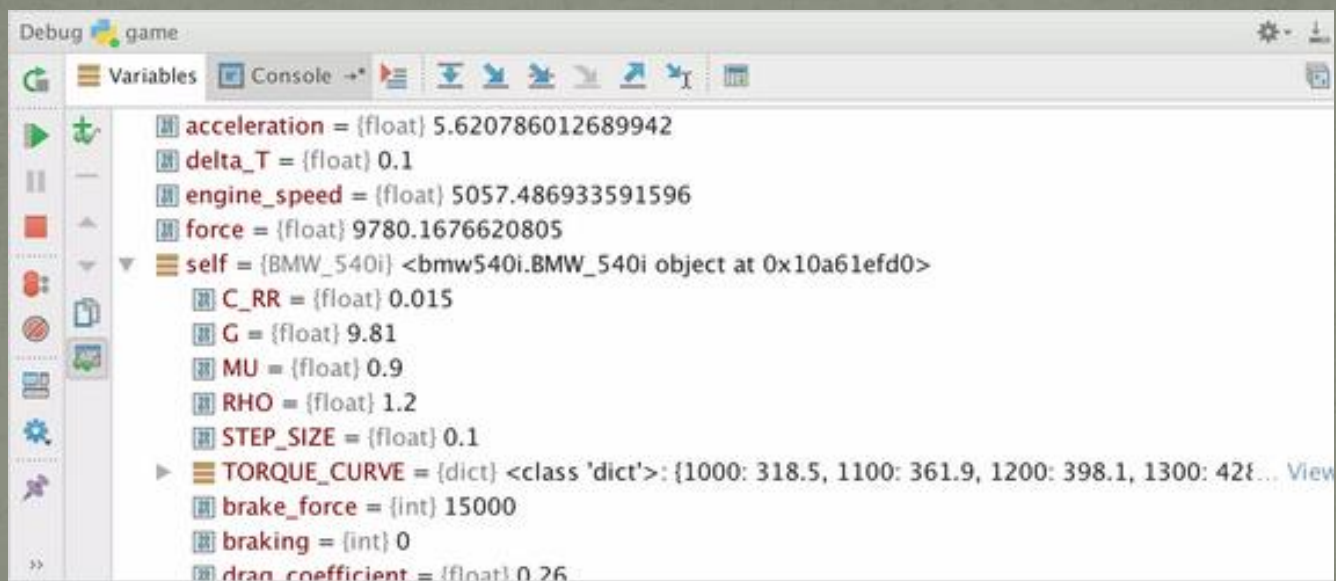 Debug game
Variables Console
acceleration = {float} 5.620786012689942
delta_T = {float} 0.1
engine_speed = {float} 5057.486933591596
force = {float} 9780.1676620805
self = {BMW_540i} <bmw540i.BMW_540i object at 0x10a61efd0>
C_RR = {float} 0.015
G = {float} 9.81
MU = {float} 0.9
RHO = {float} 1.2
STEP_SIZE = {float} 0.1
TORQUE_CURVE = {dict} <class 'dict'>: {1000: 318.5, 1100: 361.9, 1200: 398.1, 1300: 428... View
brake_force = {int} 15000
braking = {int} 0
drag_coefficient = {float} 0.26